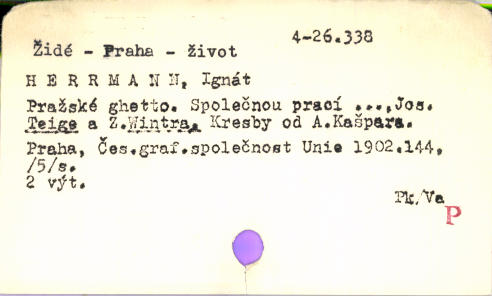 4-26.338
Židé - Praha - život
H E R R M A N N, Ignát
Pražské ghetto. Společnou prací ...,Jos.
Teige a Z.Wintra, Kresby od A.Kašpara.
Praha, Čes.graf.společnost Unie 1902.144,
/5/s.
2 výt.
Pk/Va
P